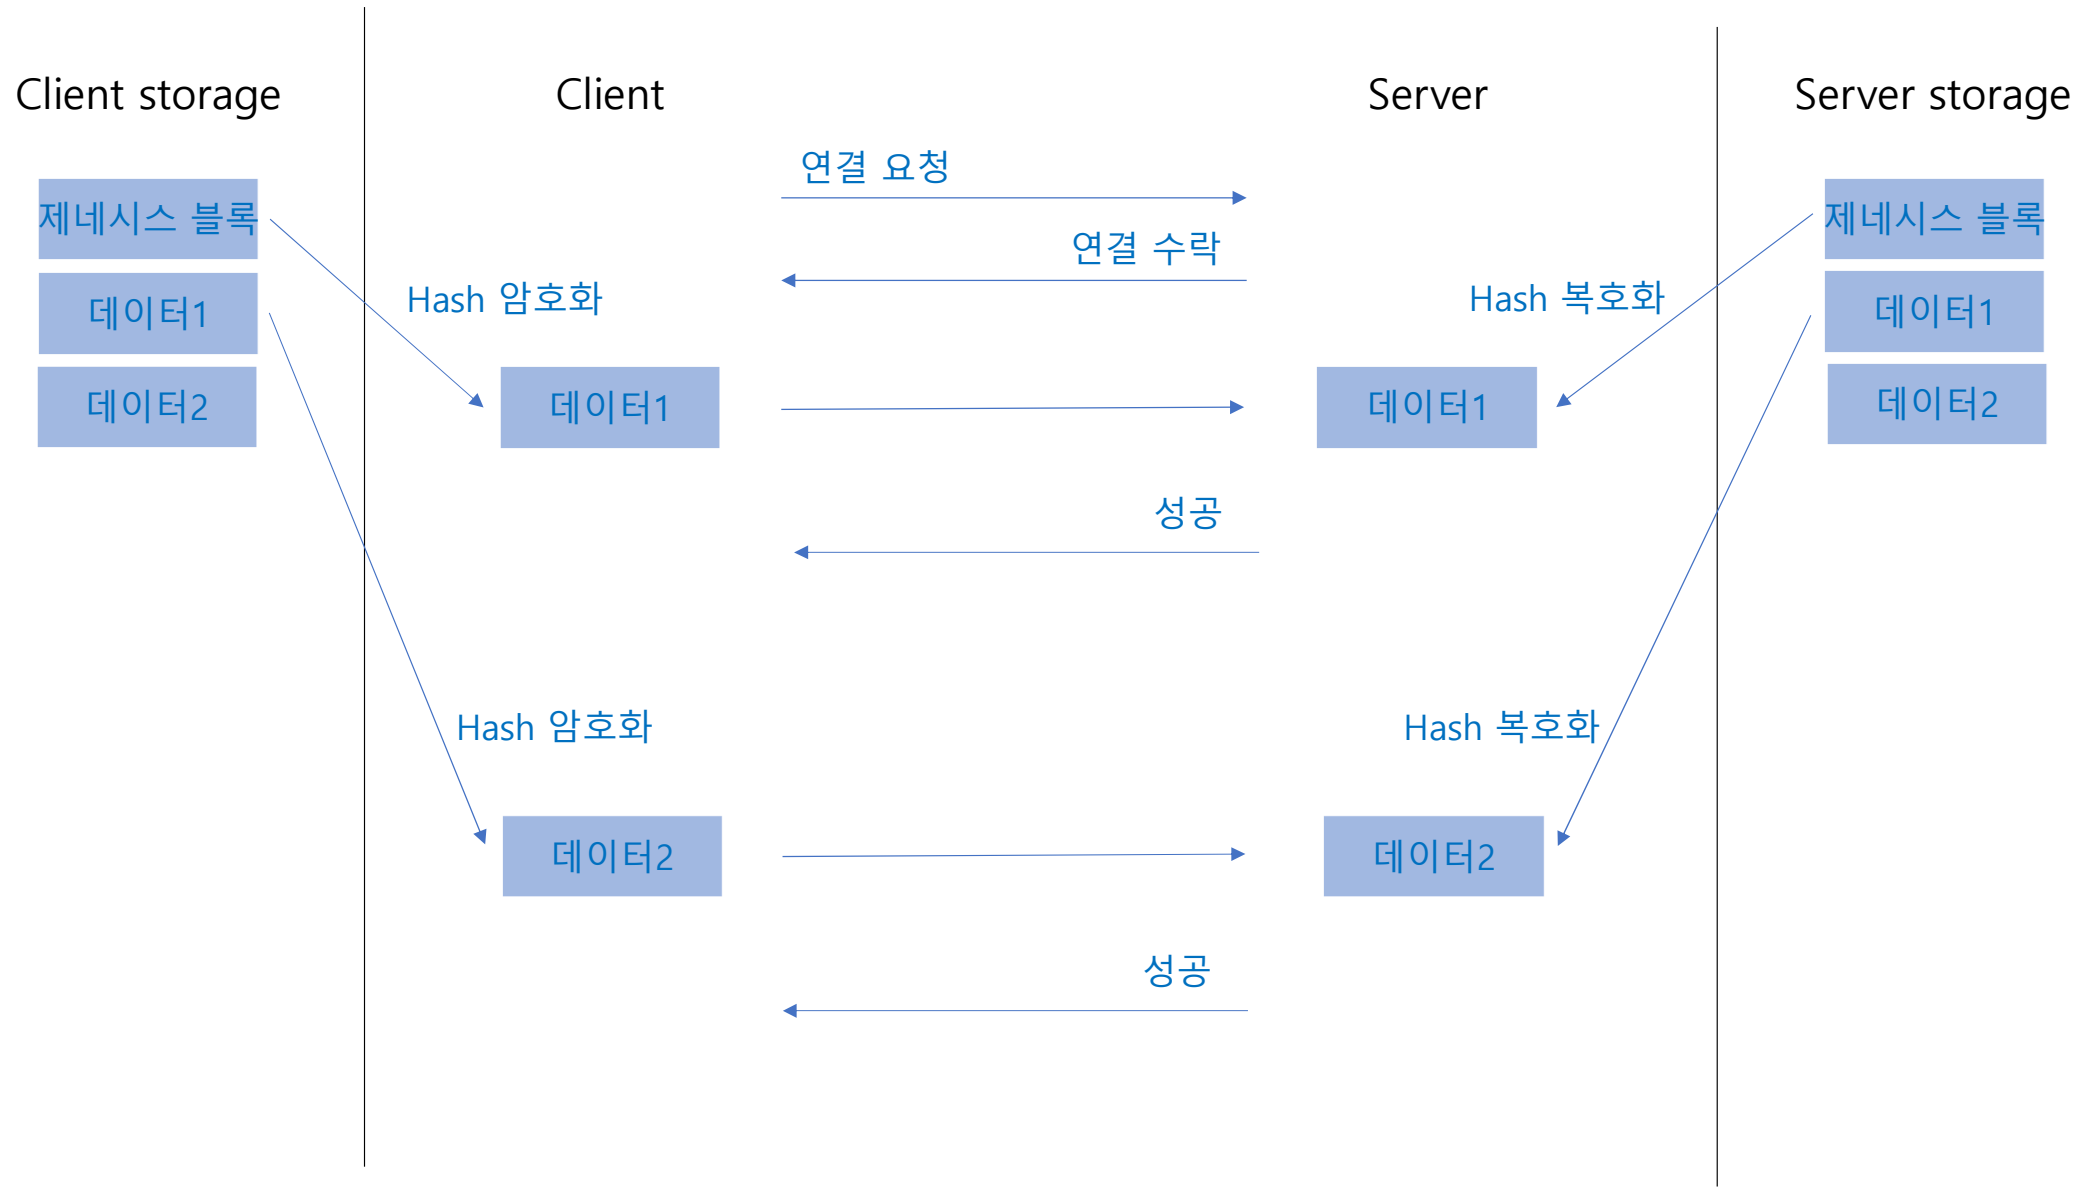 Client storage
Client
Server
Server storage
연결 요청
제네시스 블록
제네시스 블록
연결 수락
Hash 암호화
Hash 복호화
데이터1
데이터1
데이터2
데이터1
데이터1
데이터2
성공
Hash 암호화
Hash 복호화
데이터2
데이터2
성공